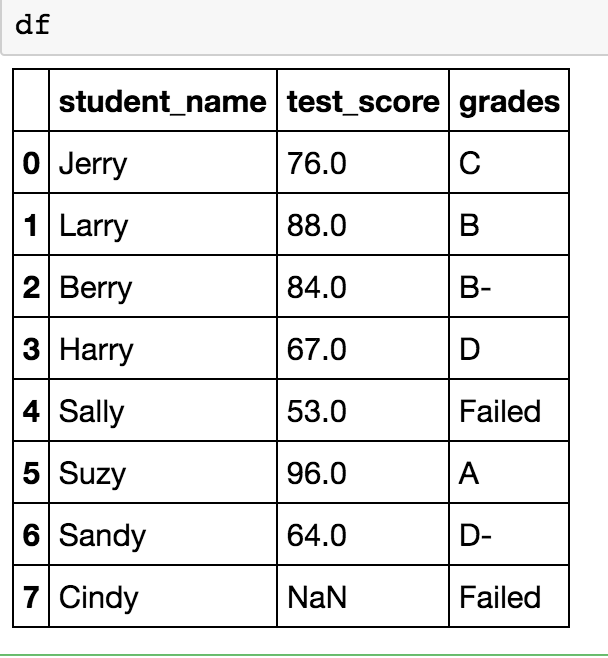 df
student_name test_score grades
0 Jerry 76.0 C
1 Larry 88.0 B
2 Berry 84.0 B-
3 Harry 67.0 D
4 Sally 53.0 Failed
5 Suzy 96.0 A
6 Sandy 64.0 D-
7 Cindy NaN Failed